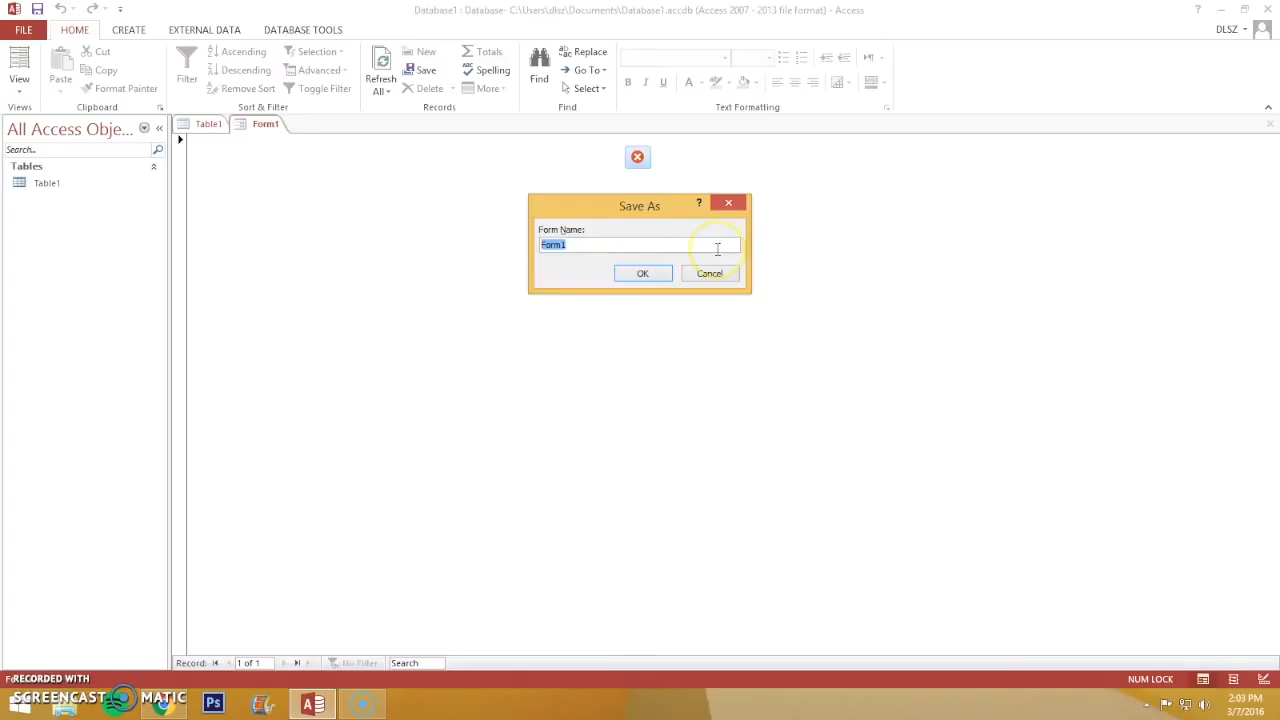 Database1 : Database- C:\Users\dlsz\Documents\Database1.accdb (Access 2007 - 2013 file format) - Access
FILE HOME CREATE EXTERNAL DATA DATABASE TOOLS DLSZ
View
Views
Paste
Cut
Painter
Clipboard
Filter
Ascending
Descending
Remove Sort
Selection
Advanced
Toggle Filter
Sort & Filter
Refresh
All
New
Save
Delete
Totals
Spelling
More
Records
Find
Replace
Go To
Select
Find
B I U A
Text Formatting
All Access Obje...
Search..
Tables
Table1
Table1 Form1
Save As
Form Name:
Form1
OK Cancel
Record: 1 of 1 No Filter Search
RECORDED WITH
SCREENCAST MATIC
NUM LOCK
Ps
2:03 PM
3/7/2016